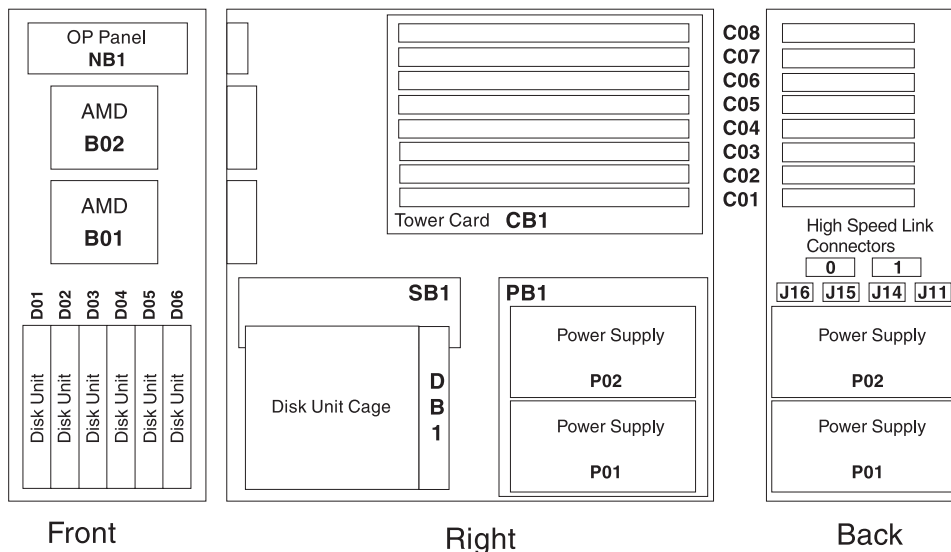 OP Panel
NB1
AMD
B02
AMD
B01
D01 D02 D03 D04 D05 D06
Disk Unit Disk Unit Disk Unit Disk Unit Disk Unit Disk Unit
Front
Tower Card CB1
SB1
Disk Unit Cage
DB1
PB1
Power Supply
P02
Power Supply
P01
Right
C08
C07
C06
C05
C04
C03
C02
C01
High Speed Link
Connectors
0 1
J16 J15 J14 J11
Power Supply
P02
Power Supply
P01
Back